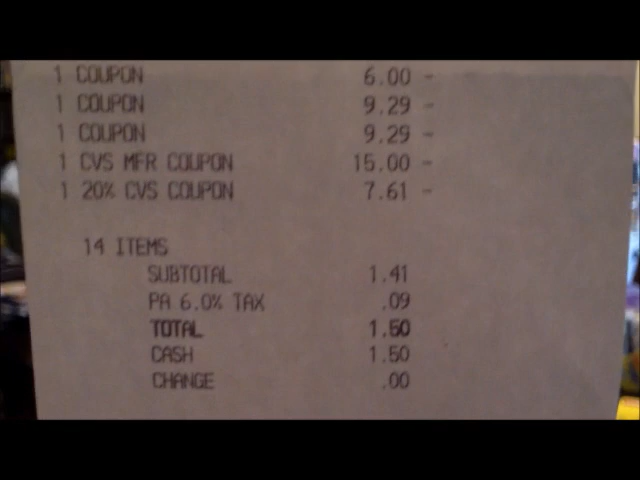 1 COUPON 6.00 -
1 COUPON 9.29 -
1 COUPON 9.29 -
1 CVS MFR COUPON 15.00 -
1 20% CVS COUPON 7.61 -
14 ITEMS
SUBTOTAL 1.41
PA 6.0% TAX .09
TOTAL 1.50
CASH 1.50
CHANGE .00